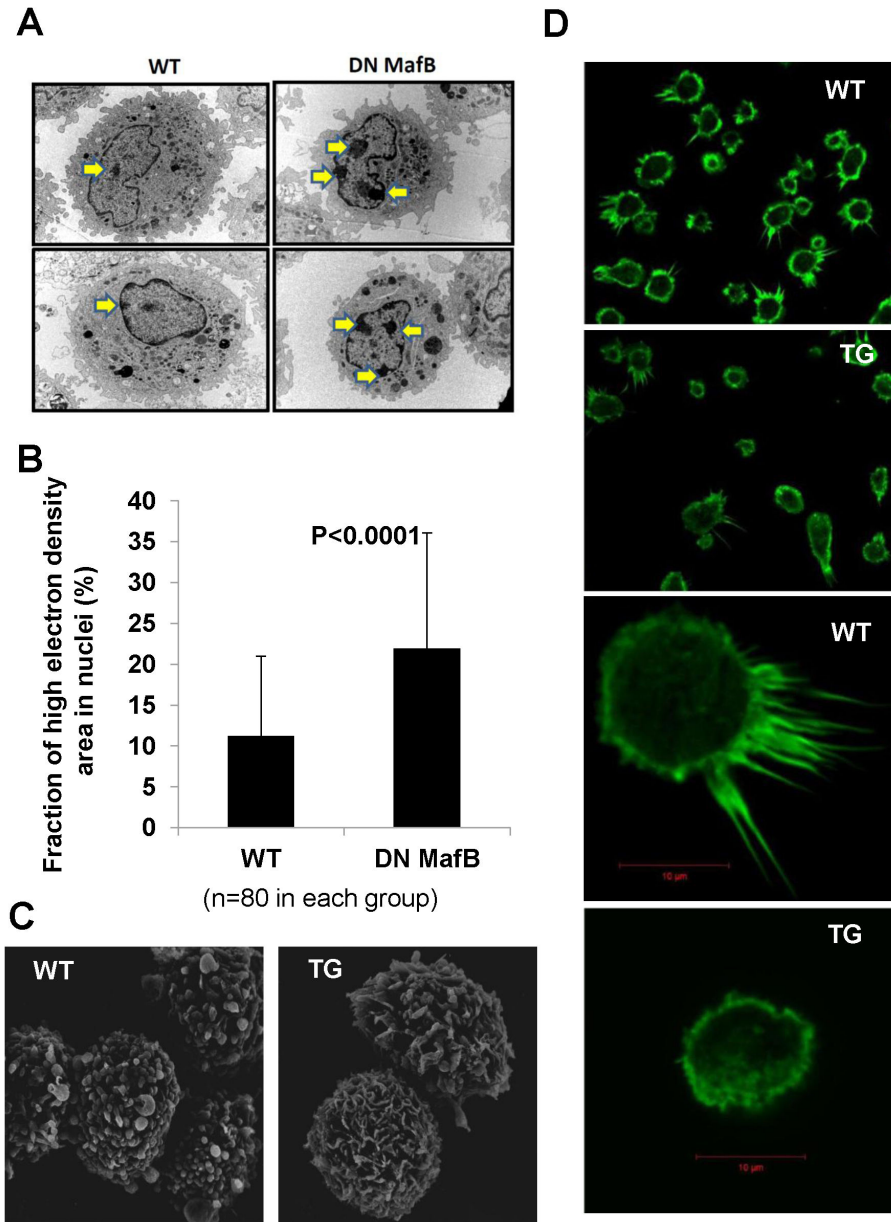 A
WT
DN MafB
B
Fraction of high electron density
area in nuclei (%)
40
35
30
25
20
15
10
5
0
P<0.0001
WT
DN MafB
(n=80 in each group)
C
WT
TG
D
WT
TG
WT
10 µm
TG
10 µm